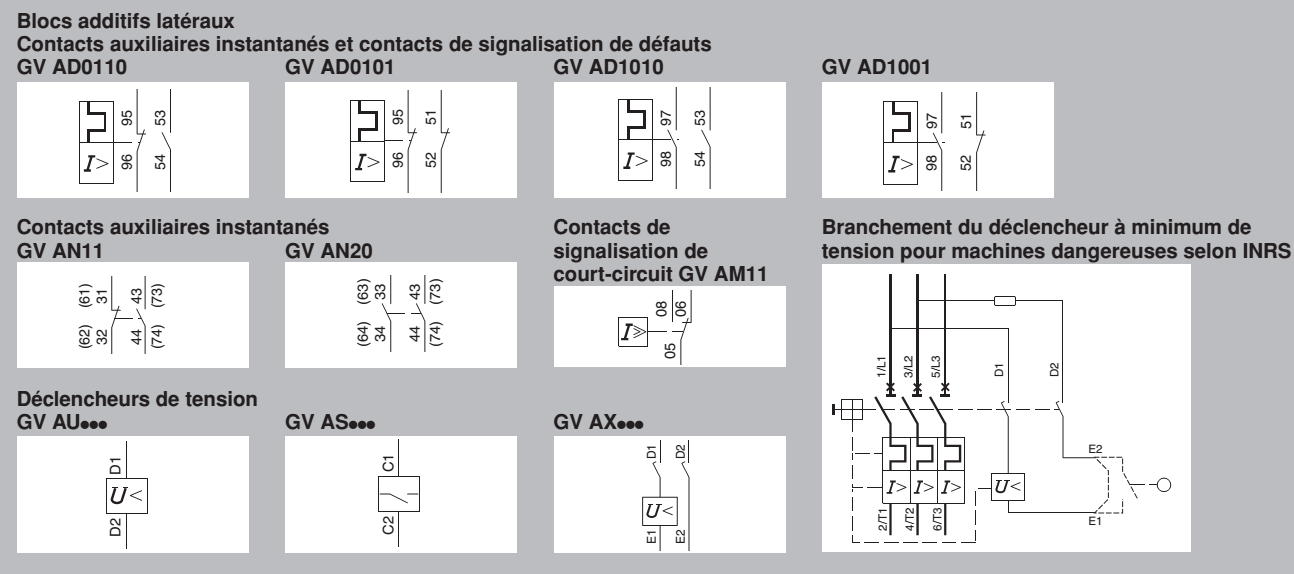 Blocs additifs latéraux
Contacts auxiliaires instantanés et contacts de signalisation de défauts
GV AD0110
GV AD0101
GV AD1010
GV AD1001
95
53
I>
96
54
95
51
I>
96
52
97
53
I>
98
54
97
51
I>
98
52
Contacts auxiliaires instantanés
GV AN11
GV AN20
Contacts de
signalisation de
court-circuit GV AM11
Branchement du déclencheur à minimum de
tension pour machines dangereuses selon INRS
(61)
31
43
(73)
(62)
32
44
(74)
(63)
33
43
(73)
(64)
34
44
(74)
08
06
I≫
05
1/L1
3/L2
5/L3
D1
D2
I>
I>
I>
U<
E2
E1
2/T1
4/T2
6/T3
Déclencheurs de tension
GV AU●●●
GV AS●●●
GV AX●●●
D1
U<
D2
C1
C2
D1
D2
U<
E1
E2